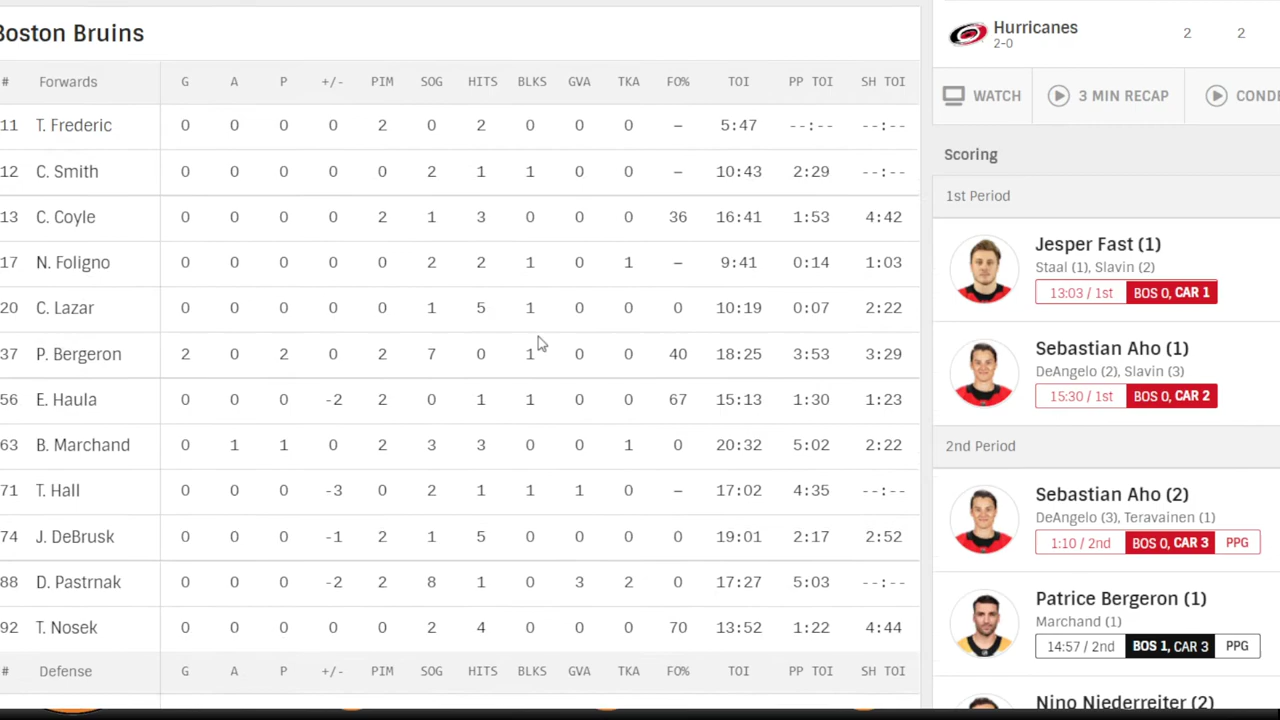 Boston Bruins
# Forwards G A P +/- PIM SOG HITS BLKS GVA TKA FO% TOI PP TOI SH TOI
11 T. Frederic 0 0 0 0 2 0 2 0 0 0 – 5:47 --:-- --:--
12 C. Smith 0 0 0 0 0 2 1 1 0 0 – 10:43 2:29 --:--
13 C. Coyle 0 0 0 0 2 1 3 0 0 0 36 16:41 1:53 4:42
17 N. Foligno 0 0 0 0 0 2 2 1 0 1 – 9:41 0:14 1:03
20 C. Lazar 0 0 0 0 0 1 5 1 0 0 0 10:19 0:07 2:22
37 P. Bergeron 2 0 2 0 2 7 0 1 0 0 40 18:25 3:53 3:29
56 E. Haula 0 0 0 -2 2 0 1 1 0 0 67 15:13 1:30 1:23
63 B. Marchand 0 1 1 0 2 3 3 0 0 1 0 20:32 5:02 2:22
71 T. Hall 0 0 0 -3 0 2 1 1 1 0 – 17:02 4:35 --:--
74 J. DeBrusk 0 0 0 -1 0 1 5 0 0 0 0 19:01 2:17 2:52
88 D. Pastrnak 0 0 0 -2 2 8 1 0 3 2 0 17:27 5:03 --:--
92 T. Nosek 0 0 0 0 0 2 4 0 0 0 70 13:52 1:22 4:44
# Defense G A P +/- PIM SOG HITS BLKS GVA TKA FO% TOI PP TOI SH TOI
Hurricanes 2 2
2-0
WATCH 3 MIN RECAP COND
Scoring
1st Period
Jesper Fast (1)
Staal (1), Slavin (2)
13:03 / 1st BOS 0, CAR 1
Sebastian Aho (1)
DeAngelo (2), Slavin (3)
15:30 / 1st BOS 0, CAR 2
2nd Period
Sebastian Aho (2)
DeAngelo (3), Teravainen (1)
1:10 / 2nd BOS 0, CAR 3 PPG
Patrice Bergeron (1)
Marchand (1)
14:57 / 2nd BOS 1, CAR 3 PPG
Nino Niederreiter (2)